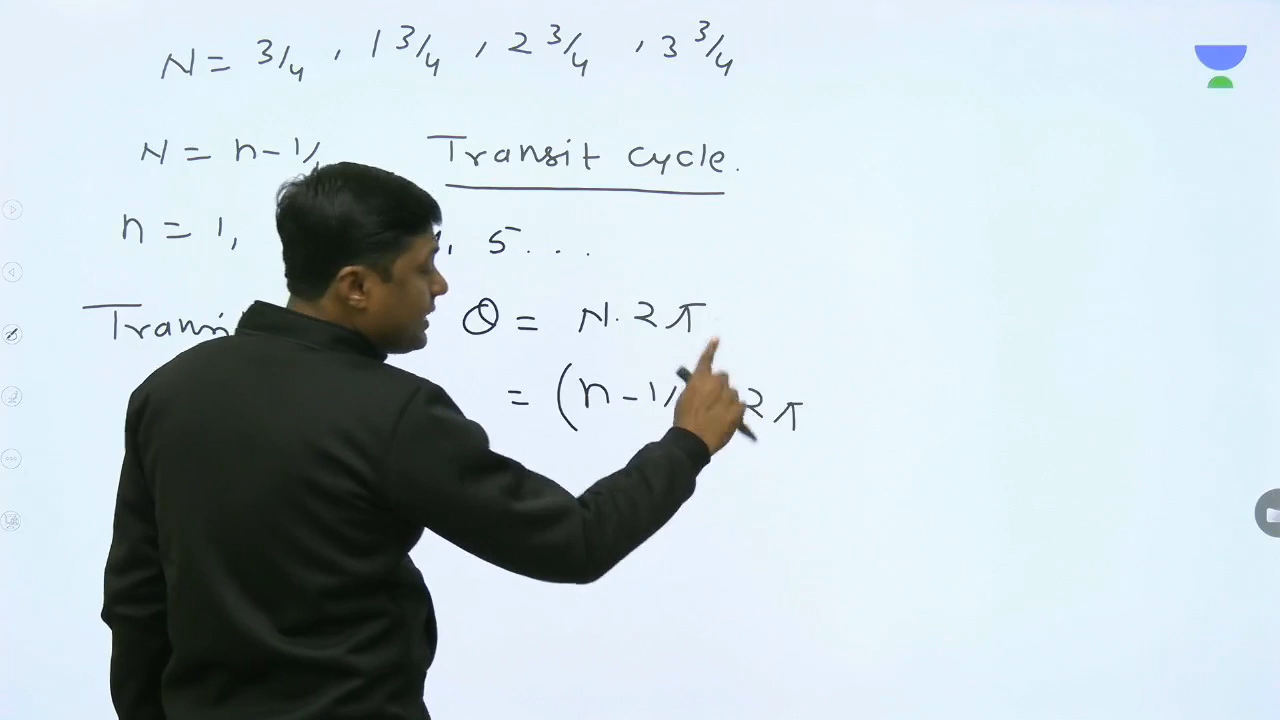 N = 3/4 , 1 3/4 , 2 3/4 , 3 3/4
N = n - 1/ Transit cycle.
n = 1, , 5 . . .
θ = N. 2π
= (n - 1/ 2π